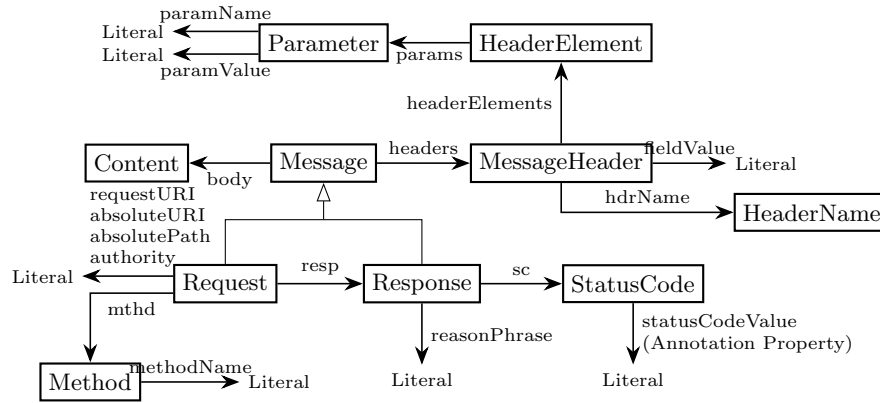 paramName
Literal
Parameter
HeaderElement
Literal
params
paramValue
headerElements
Content
Message
headers
MessageHeader
fieldValue
Literal
body
requestURI
absoluteURI
absolutePath
authority
hdrName
HeaderName
Literal
Request
resp
Response
sc
StatusCode
mthd
reasonPhrase
statusCodeValue
(Annotation Property)
Method
methodName
Literal
Literal
Literal